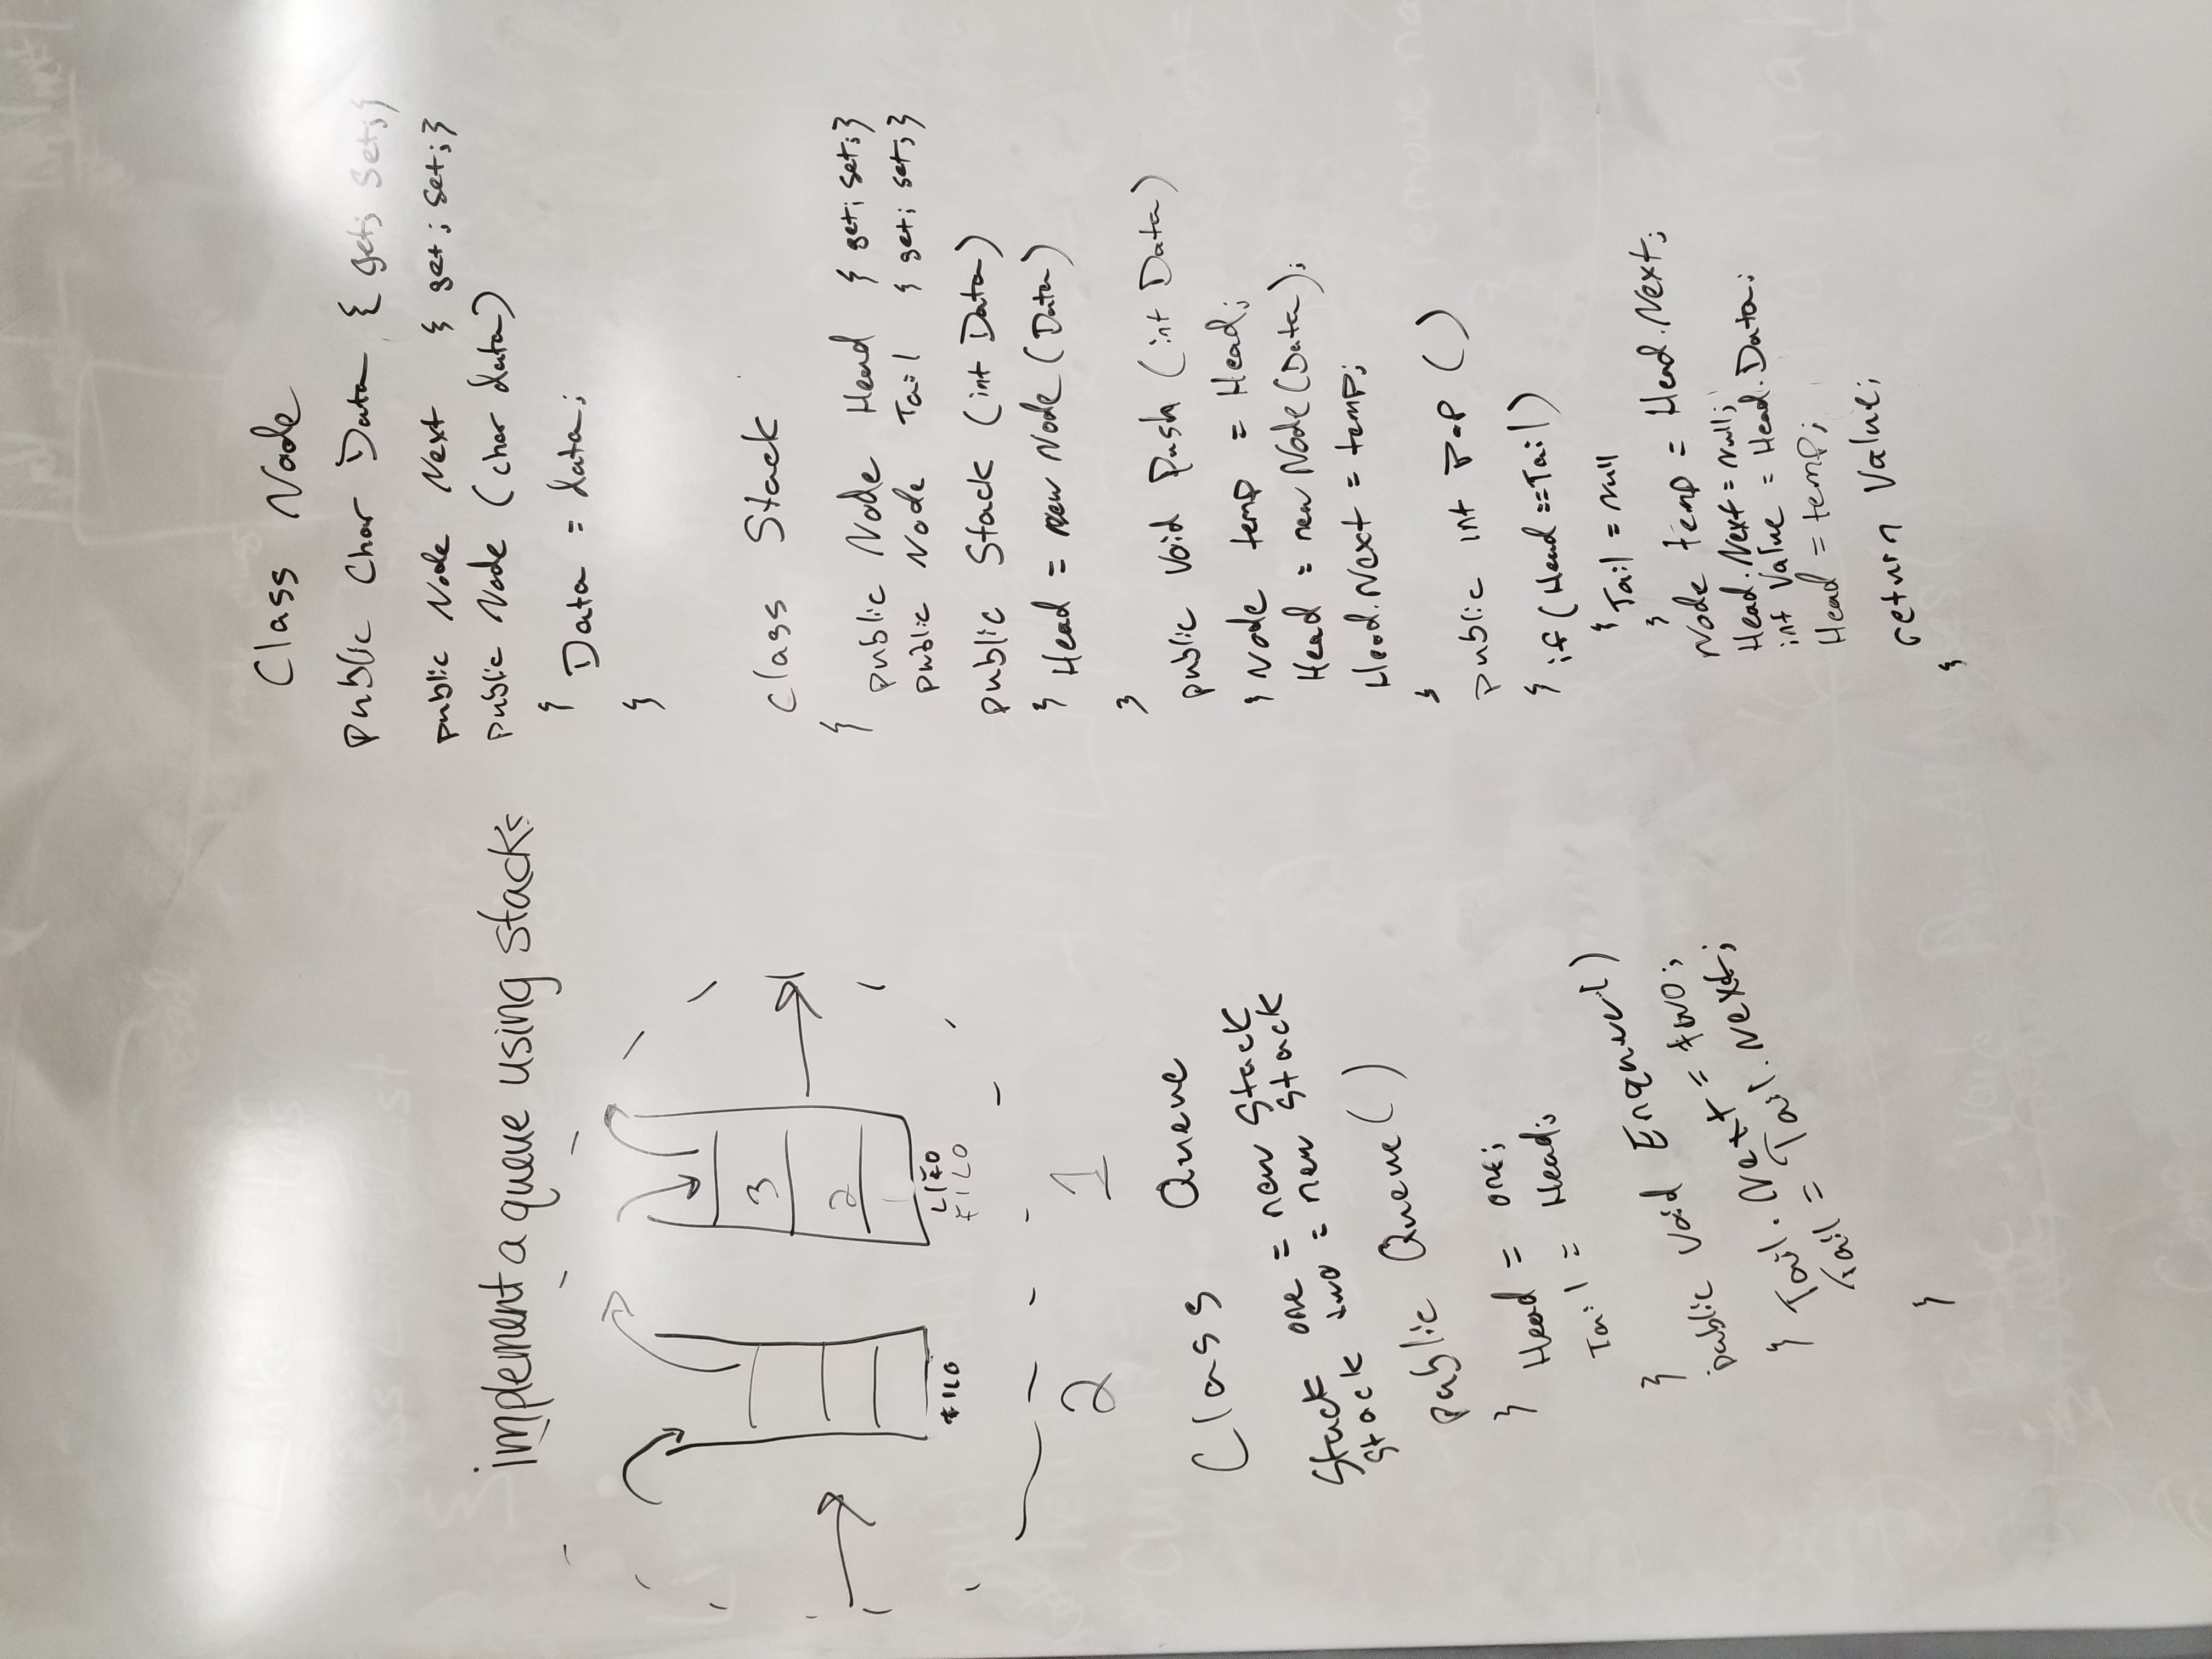 implement a queue using stacks
3
2
1
FILO
LIFO
FILO
2 1
Class Queue
Stack one = new Stack
Stack two = new Stack
public Queue()
{ Head = one;
Tail = Head;
}
public void Enqueue()
{ Tail.Next = two;
Tail = Tail.Next;
}
Class Node
public Char Data { get; Set;}
public Node Next { get; set;}
public Node (char data)
{ Data = data;
}
class Stack
{
public Node Head { get; set;}
public Node Tail { get; set;}
public Stack (int Data)
{ Head = new Node (Data)
}
public Void Push (int Data)
{ Node temp = Head;
Head = new Node (Data);
Head.Next = temp;
}
public int PoP ()
{ if (Head == Tail)
{ Tail = Null
}
Node temp = Head.Next;
Head.Next = Null;
int Value = Head.Data;
Head = temp;
return Value;
}